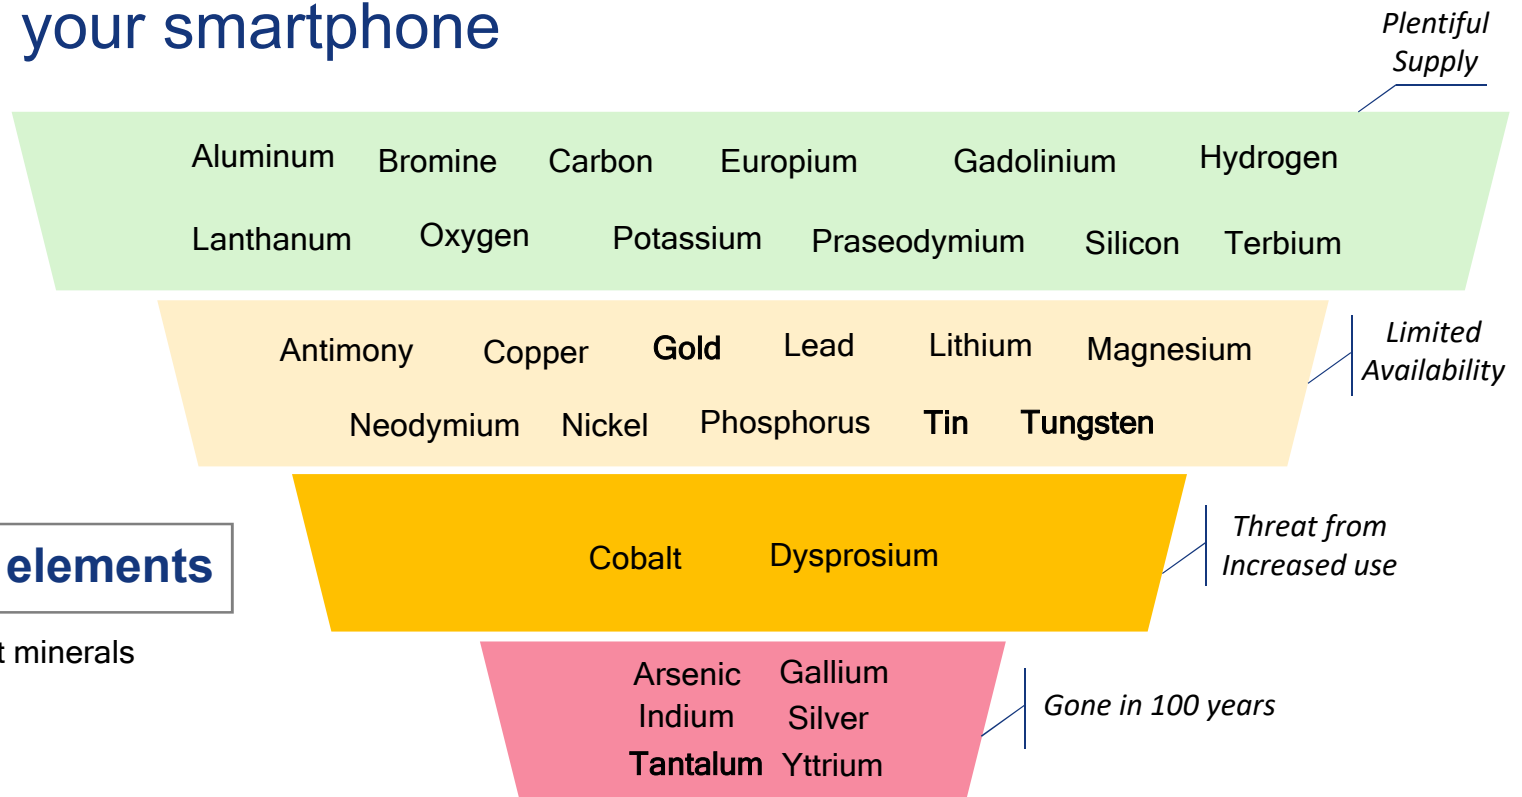 your smartphone
Plentiful
Supply
Aluminum Bromine Carbon Europium Gadolinium Hydrogen
Lanthanum Oxygen Potassium Praseodymium Silicon Terbium
Antimony Copper Gold Lead Lithium Magnesium
Neodymium Nickel Phosphorus Tin Tungsten
Limited
Availability
Cobalt Dysprosium
Threat from
Increased use
elements
t minerals
Arsenic Gallium
Indium Silver
Tantalum Yttrium
Gone in 100 years